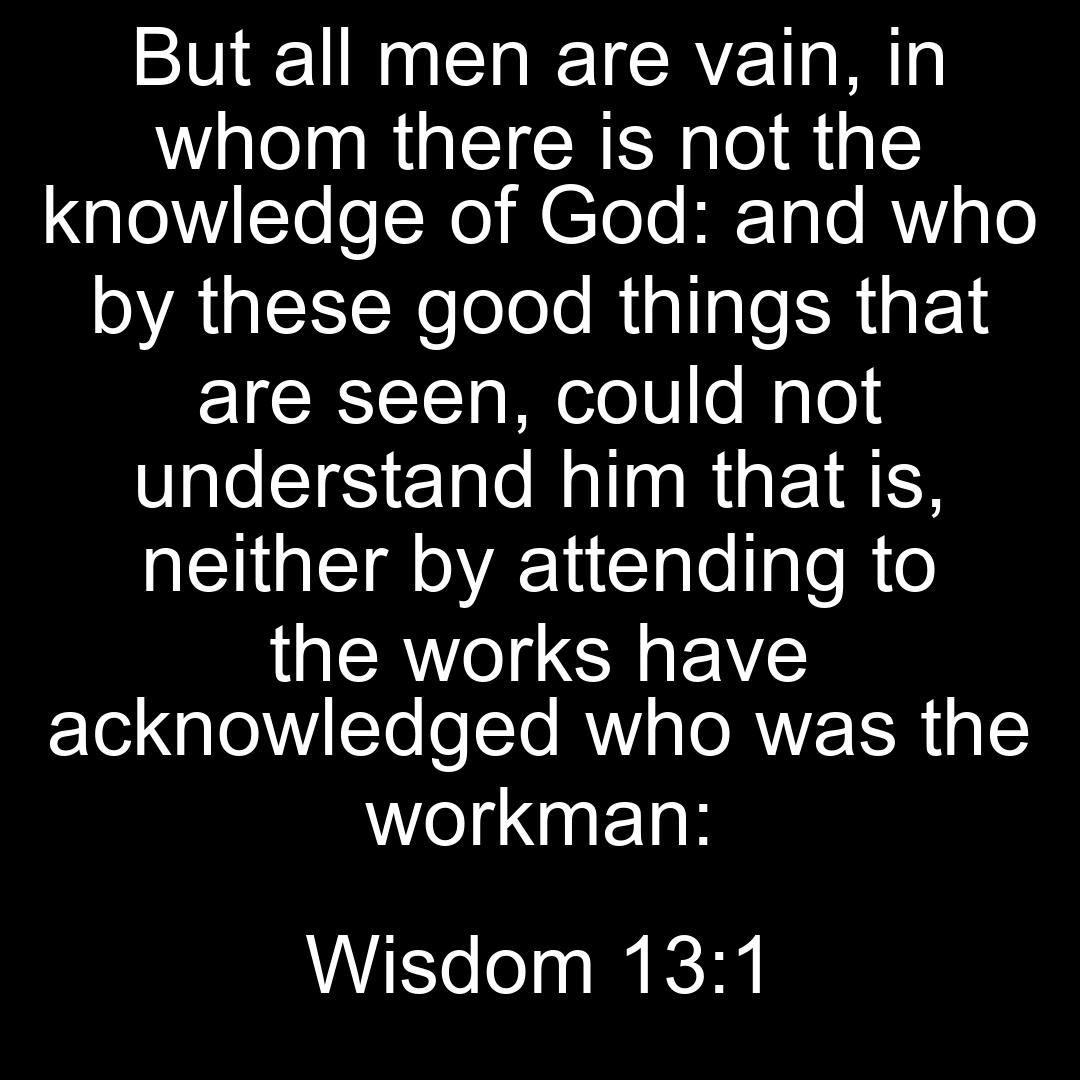 But all men are vain, in
whom there is not the
knowledge of God: and who
by these good things that
are seen, could not
understand him that is,
neither by attending to
the works have
acknowledged who was the
workman:
Wisdom 13:1